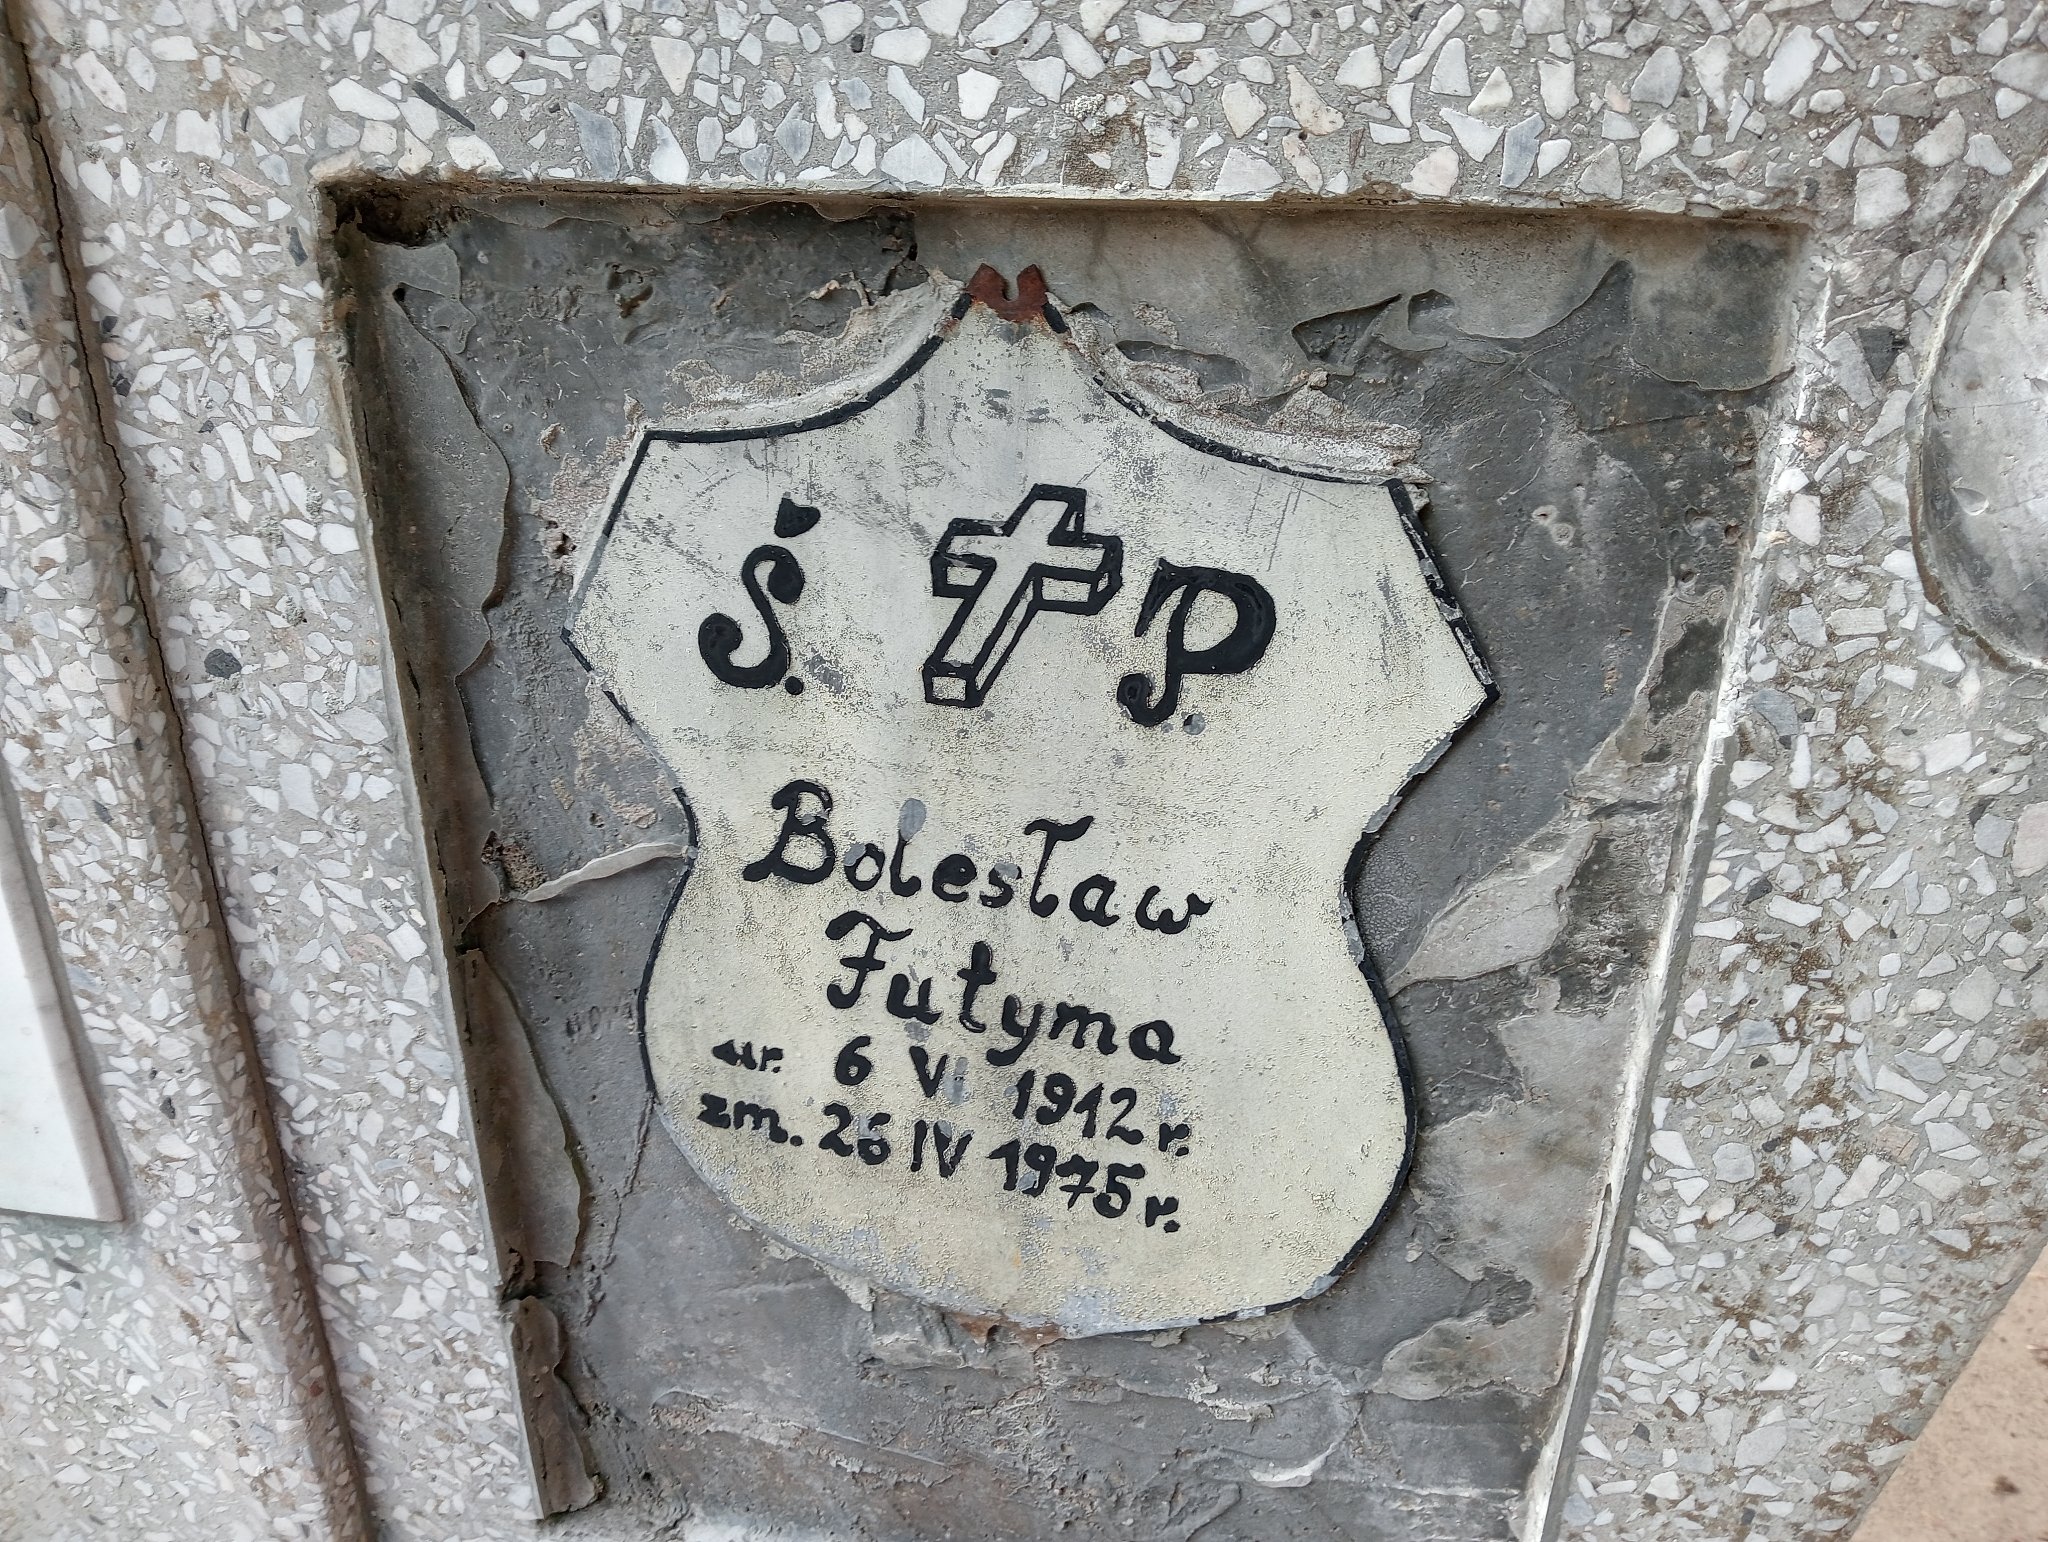 Ś. P.
Bolesław
Futyma
ur. 6 VI 1912 r.
zm. 26 IV 1975 r.